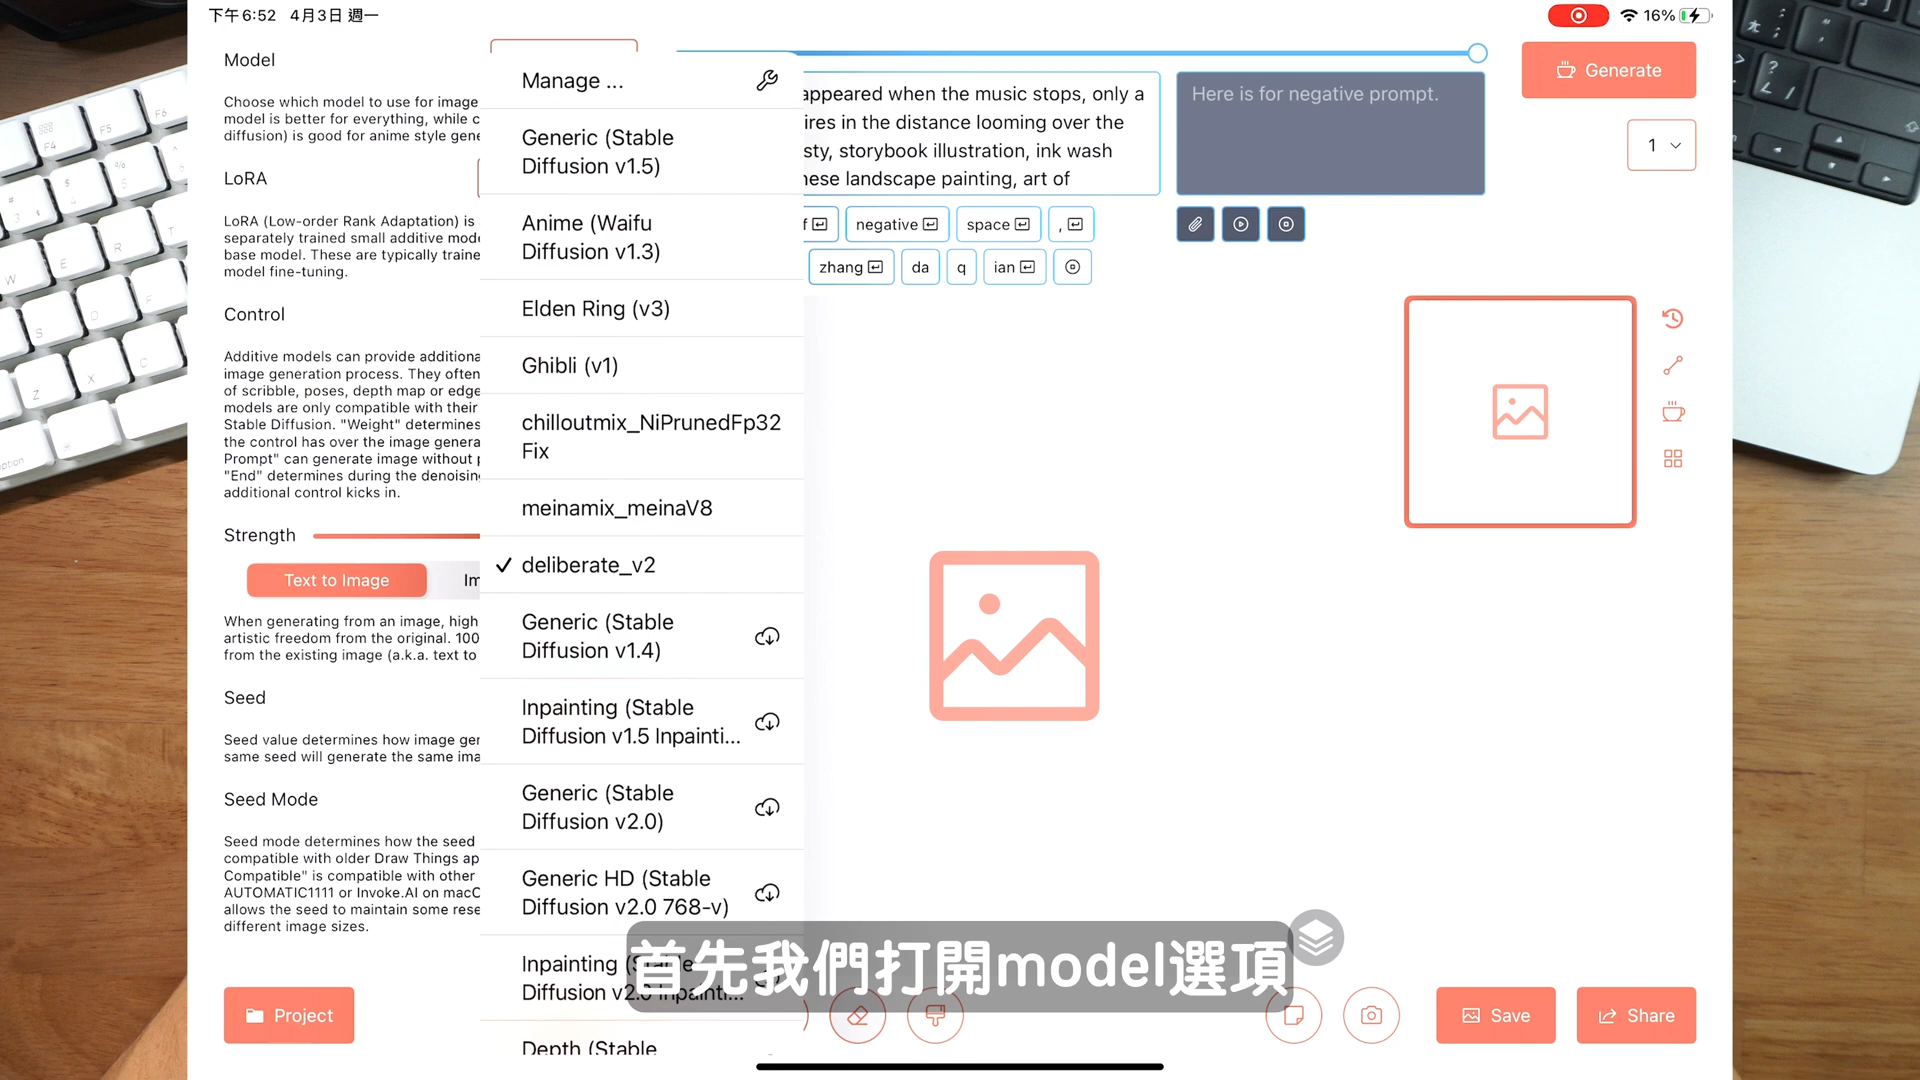 下午6:52 4月3日 週一
16%
Model
Choose which model to use for image
model is better for everything, while c
diffusion) is good for anime style gene
LoRA
LoRA (Low-order Rank Adaptation) is
separately trained small additive mode
base model. These are typically traine
model fine-tuning.
Control
Additive models can provide additiona
image generation process. They often
of scribble, poses, depth map or edge
models are only compatible with their
Stable Diffusion. "Weight" determines
the control has over the image genera
Prompt" can generate image without p
"End" determines during the denoising
additional control kicks in.
Strength
Text to Image
Im
When generating from an image, high
artistic freedom from the original. 100
from the existing image (a.k.a. text to
Seed
Seed value determines how image gen
same seed will generate the same ima
Seed Mode
Seed mode determines how the seed
compatible with older Draw Things ap
Compatible" is compatible with other
AUTOMATIC1111 or Invoke.AI on macO
allows the seed to maintain some rese
different image sizes.
Project
Manage ...
Generic (Stable
Diffusion v1.5)
Anime (Waifu
Diffusion v1.3)
Elden Ring (v3)
Ghibli (v1)
chilloutmix_NiPrunedFp32
Fix
meinamix_meinaV8
deliberate_v2
Generic (Stable
Diffusion v1.4)
Inpainting (Stable
Diffusion v1.5 Inpainti...
Generic (Stable
Diffusion v2.0)
Generic HD (Stable
Diffusion v2.0 768-v)
Inpainting (Stable
Diffusion v2.0 Inpainti...
Depth (Stable
appeared when the music stops, only a
ires in the distance looming over the
sty, storybook illustration, ink wash
nese landscape painting, art of
f negative space ,
zhang da q ian
Here is for negative prompt.
Generate
1
首先我們打開model選項
Save
Share